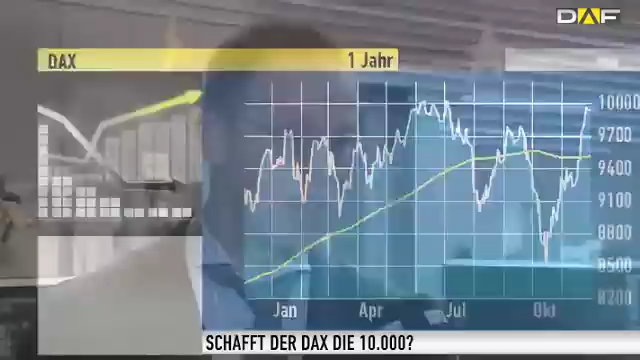 DAF
DAX 1 Jahr
10000
9700
9400
9100
8800
8500
8200
Jan Apr Jul Okt
SCHAFFT DER DAX DIE 10.000?